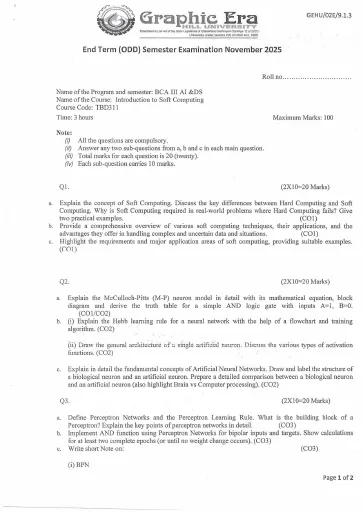 GEHU/02E/9.1.3
Graphic Era
HILL UNIVERSITY
End Term (ODD) Semester Examination November 2025
Roll no..............................
Name of the Program and semester: BCA III AI &DS
Name of the Course: Introduction to Soft Computing
Course Code: TBD311
Time: 3 hours Maximum Marks: 100
Note:
(i) All the questions are compulsory.
(ii) Answer any two sub-questions from a, b and c in each main question.
(iii) Total marks for each question is 20 (twenty).
(iv) Each sub-question carries 10 marks.
Q1. (2X10=20 Marks)
a. Explain the concept of Soft Computing. Discuss the key differences between Hard Computing and Soft
Computing. Why is Soft Computing required in real-world problems where Hard Computing fails? Give
two practical examples. (CO1)
b. Provide a comprehensive overview of various soft computing techniques, their applications, and the
advantages they offer in handling complex and uncertain data and situations. (CO1)
c. Highlight the requirements and major application areas of soft computing, providing suitable examples.
(CO1)
Q2. (2X10=20 Marks)
a. Explain the McCulloch-Pitts (M-P) neuron model in detail with its mathematical equation, block
diagram and derive the truth table for a simple AND logic gate with inputs A=1, B=0.
(CO1/CO2)
b. (i) Explain the Hebb learning rule for a neural network with the help of a flowchart and training
algorithm. (CO2)
(ii) Draw the general architecture of a single artificial neuron. Discuss the various types of activation
functions. (CO2)
c. Explain in detail the fundamental concepts of Artificial Neural Networks. Draw and label the structure of
a biological neuron and an artificial neuron. Prepare a detailed comparison between a biological neuron
and an artificial neuron (also highlight Brain vs Computer processing). (CO2)
Q3. (2X10=20 Marks)
a. Define Perceptron Networks and the Perceptron Learning Rule. What is the building block of a
Perceptron? Explain the key points of perceptron networks in detail. (CO3)
b. Implement AND function using Perceptron Networks for bipolar inputs and targets. Show calculations
for at least two complete epochs (or until no weight change occurs). (CO3)
c. Write short Note on: (CO3)
(i) BPN
Page 1 of 2